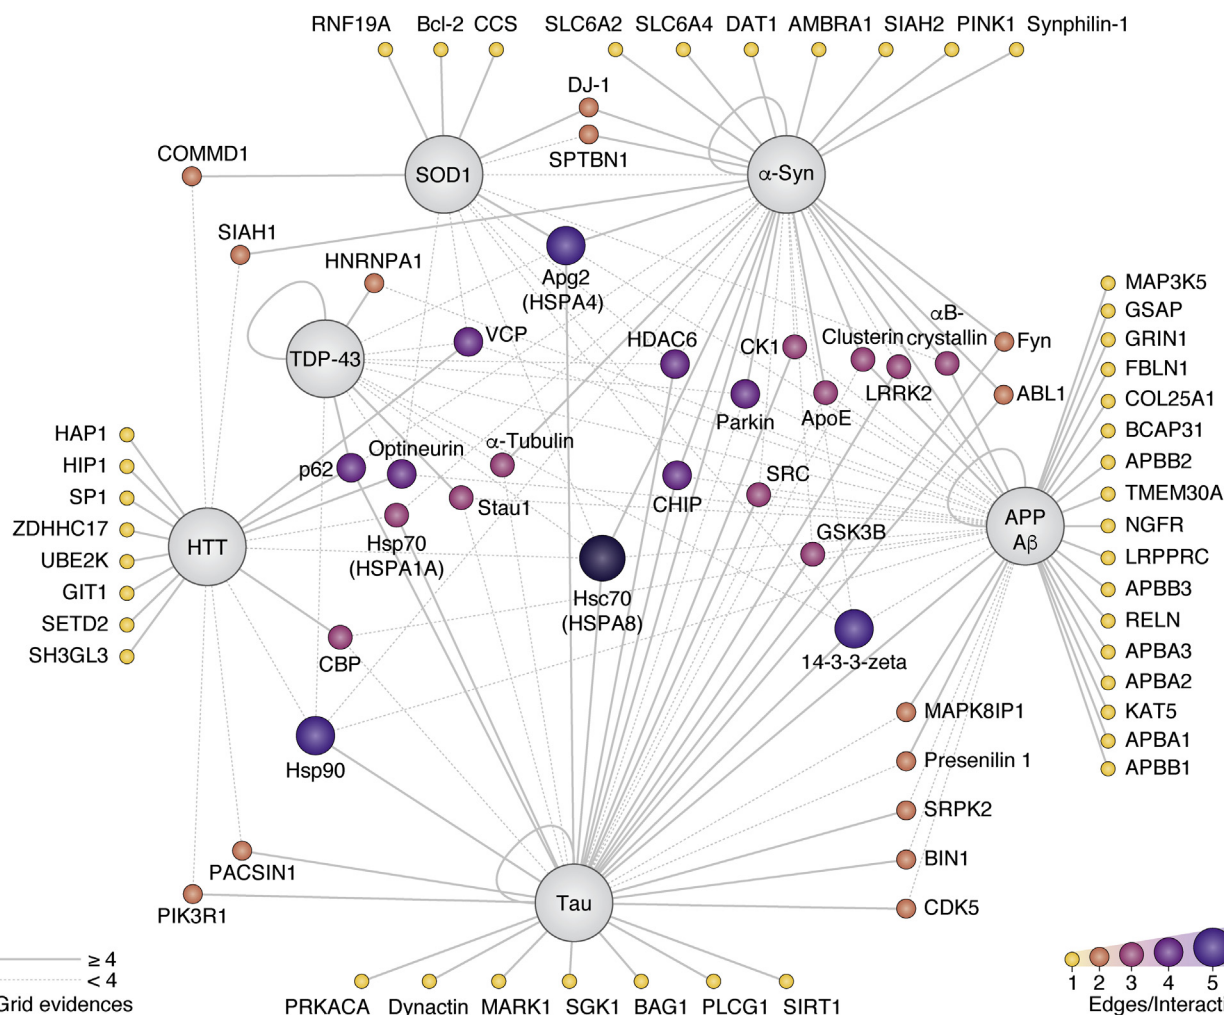 RNF19A Bcl-2 CCS SLC6A2 SLC6A4 DAT1 AMBRA1 SIAH2 PINK1 Synphilin-1
DJ-1
SPTBN1
COMMD1
SOD1
α-Syn
SIAH1
HNRNPA1
Apg2
(HSPA4)
TDP-43
VCP
HDAC6
CK1
Clusterin
αB-
crystallin
Fyn
Parkin
ApoE
LRRK2
ABL1
MAP3K5
GSAP
GRIN1
FBLN1
COL25A1
BCAP31
APBB2
TMEM30A
NGFR
LRPPRC
APBB3
RELN
APBA3
APBA2
KAT5
APBA1
APBB1
HAP1
HIP1
SP1
ZDHHC17
UBE2K
GIT1
SETD2
SH3GL3
HTT
p62
Optineurin
α-Tubulin
Stau1
Hsp70
(HSPA1A)
CHIP
SRC
GSK3B
APP
Aβ
Hsc70
(HSPA8)
14-3-3-zeta
CBP
Hsp90
MAPK8IP1
Presenilin 1
SRPK2
BIN1
CDK5
PACSIN1
PIK3R1
Tau
PRKACA Dynactin MARK1 SGK1 BAG1 PLCG1 SIRT1
≥ 4
< 4
Grid evidences
1 2 3 4 5
Edges/Interacti